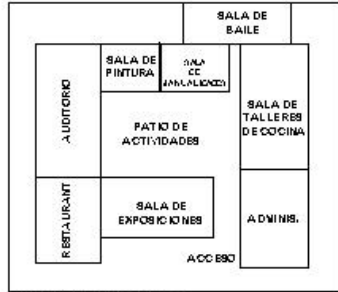 SALA DE
BAILE
SALA DE
PINTURA
SALA
DE
MANUALIDADES
AUDITORIO
PATIO DE
ACTIVIDADES
SALA DE
TALLERES
DE COCINA
RESTAURANT
SALA DE
EXPOSICIONES
ADMINIS.
ACCESO